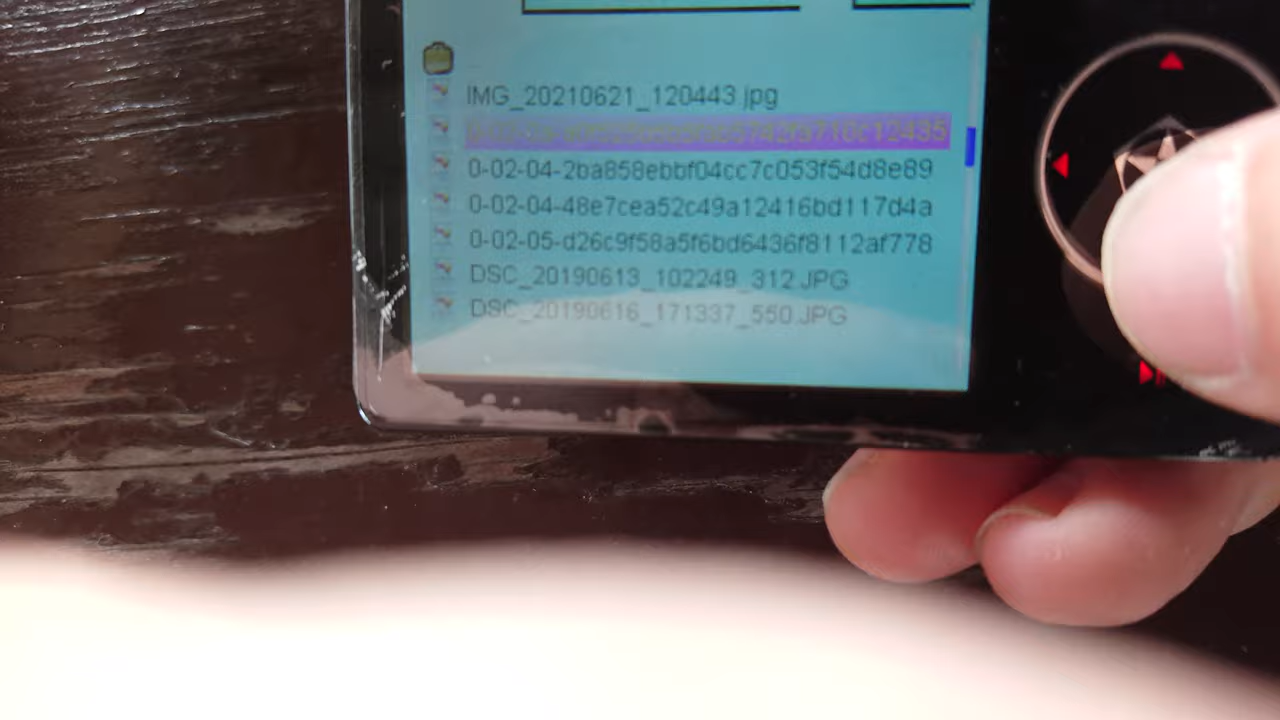 IMG_20210621_120443.jpg
0-02-04-2ba858ebbf04cc7c053f54d8e89
0-02-04-48e7cea52c49a12416bd117d4a
0-02-05-d26c9f58a5f6bd6436f8112af778
DSC_20190613_102249_312.JPG
DSC_20190616_171337_550.JPG